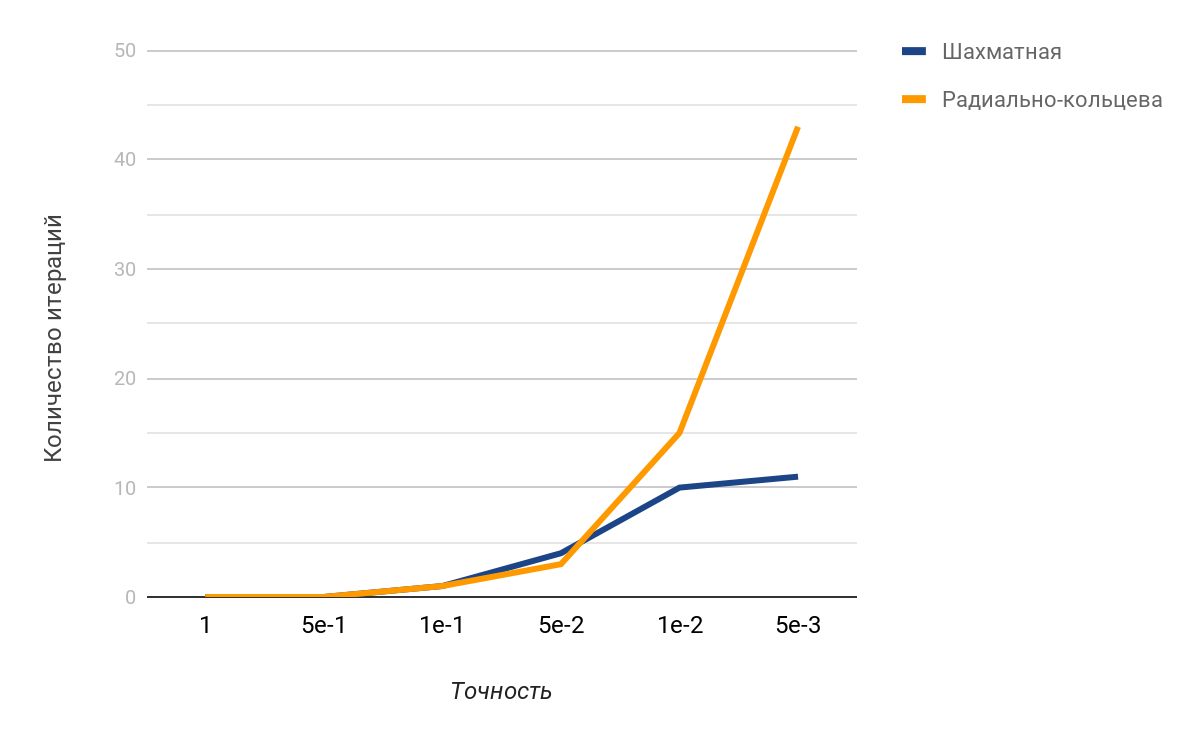 50
40
30
20
10
0
Количество итераций
1
5e-1
1e-1
5e-2
1e-2
5e-3
Точность
Шахматная
Радиально-кольцева